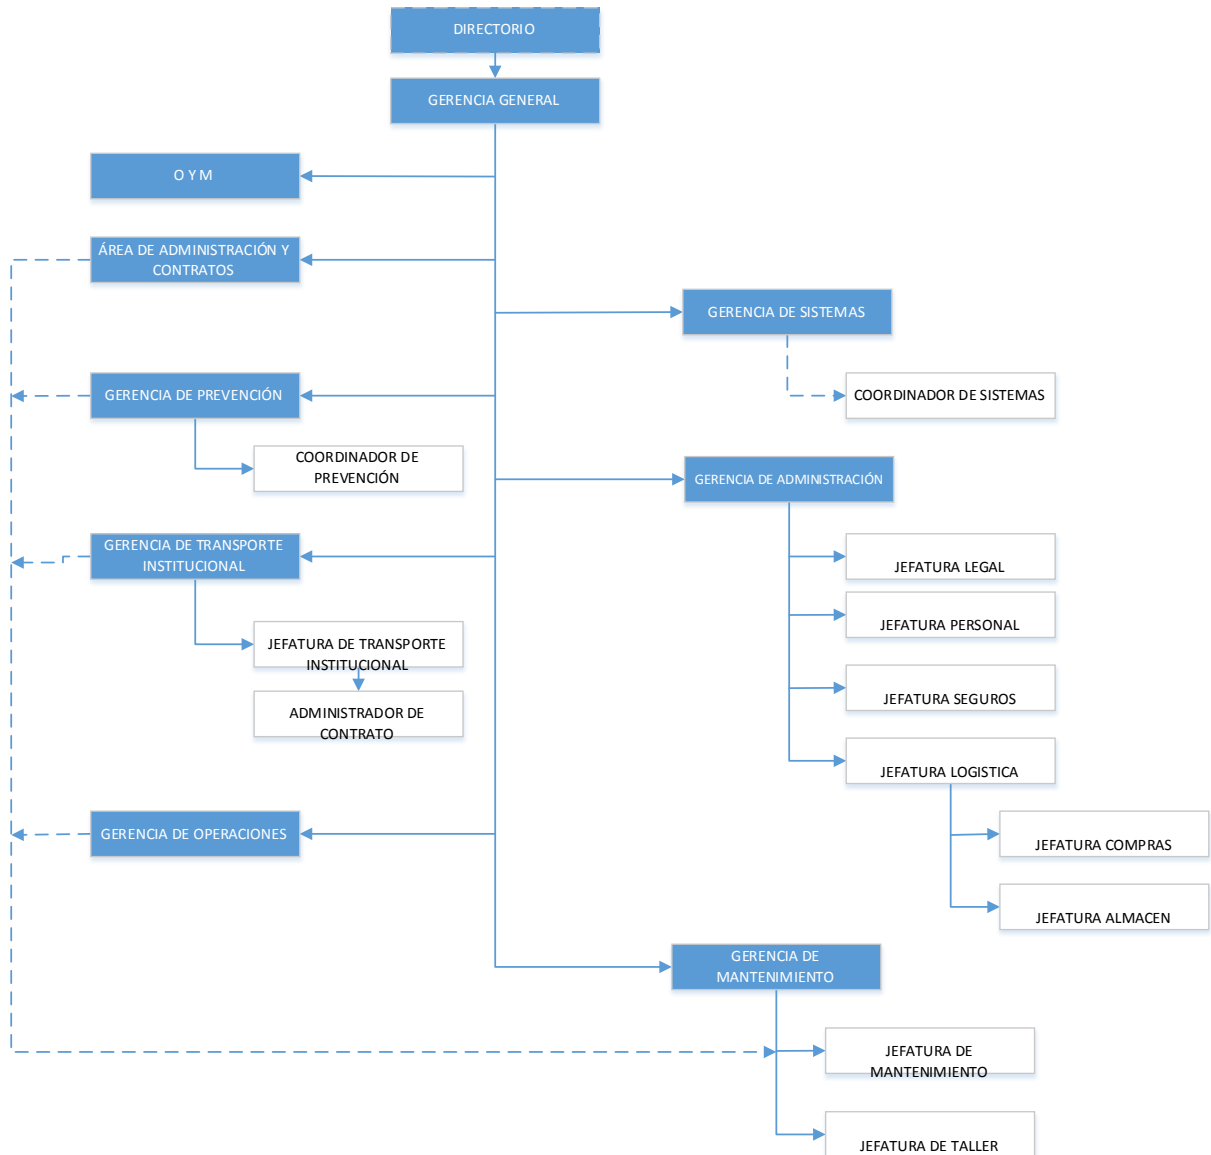 DIRECTORIO
GERENCIA GENERAL
O Y M
ÁREA DE ADMINISTRACIÓN Y
CONTRATOS
GERENCIA DE SISTEMAS
GERENCIA DE PREVENCIÓN
COORDINADOR DE SISTEMAS
COORDINADOR DE
PREVENCIÓN
GERENCIA DE ADMINISTRACIÓN
GERENCIA DE TRANSPORTE
INSTITUCIONAL
JEFATURA LEGAL
JEFATURA PERSONAL
JEFATURA DE TRANSPORTE
INSTITUCIONAL
JEFATURA SEGUROS
ADMINISTRADOR DE
CONTRATO
JEFATURA LOGISTICA
GERENCIA DE OPERACIONES
JEFATURA COMPRAS
JEFATURA ALMACEN
GERENCIA DE
MANTENIMIENTO
JEFATURA DE
MANTENIMIENTO
JEFATURA DE TALLER